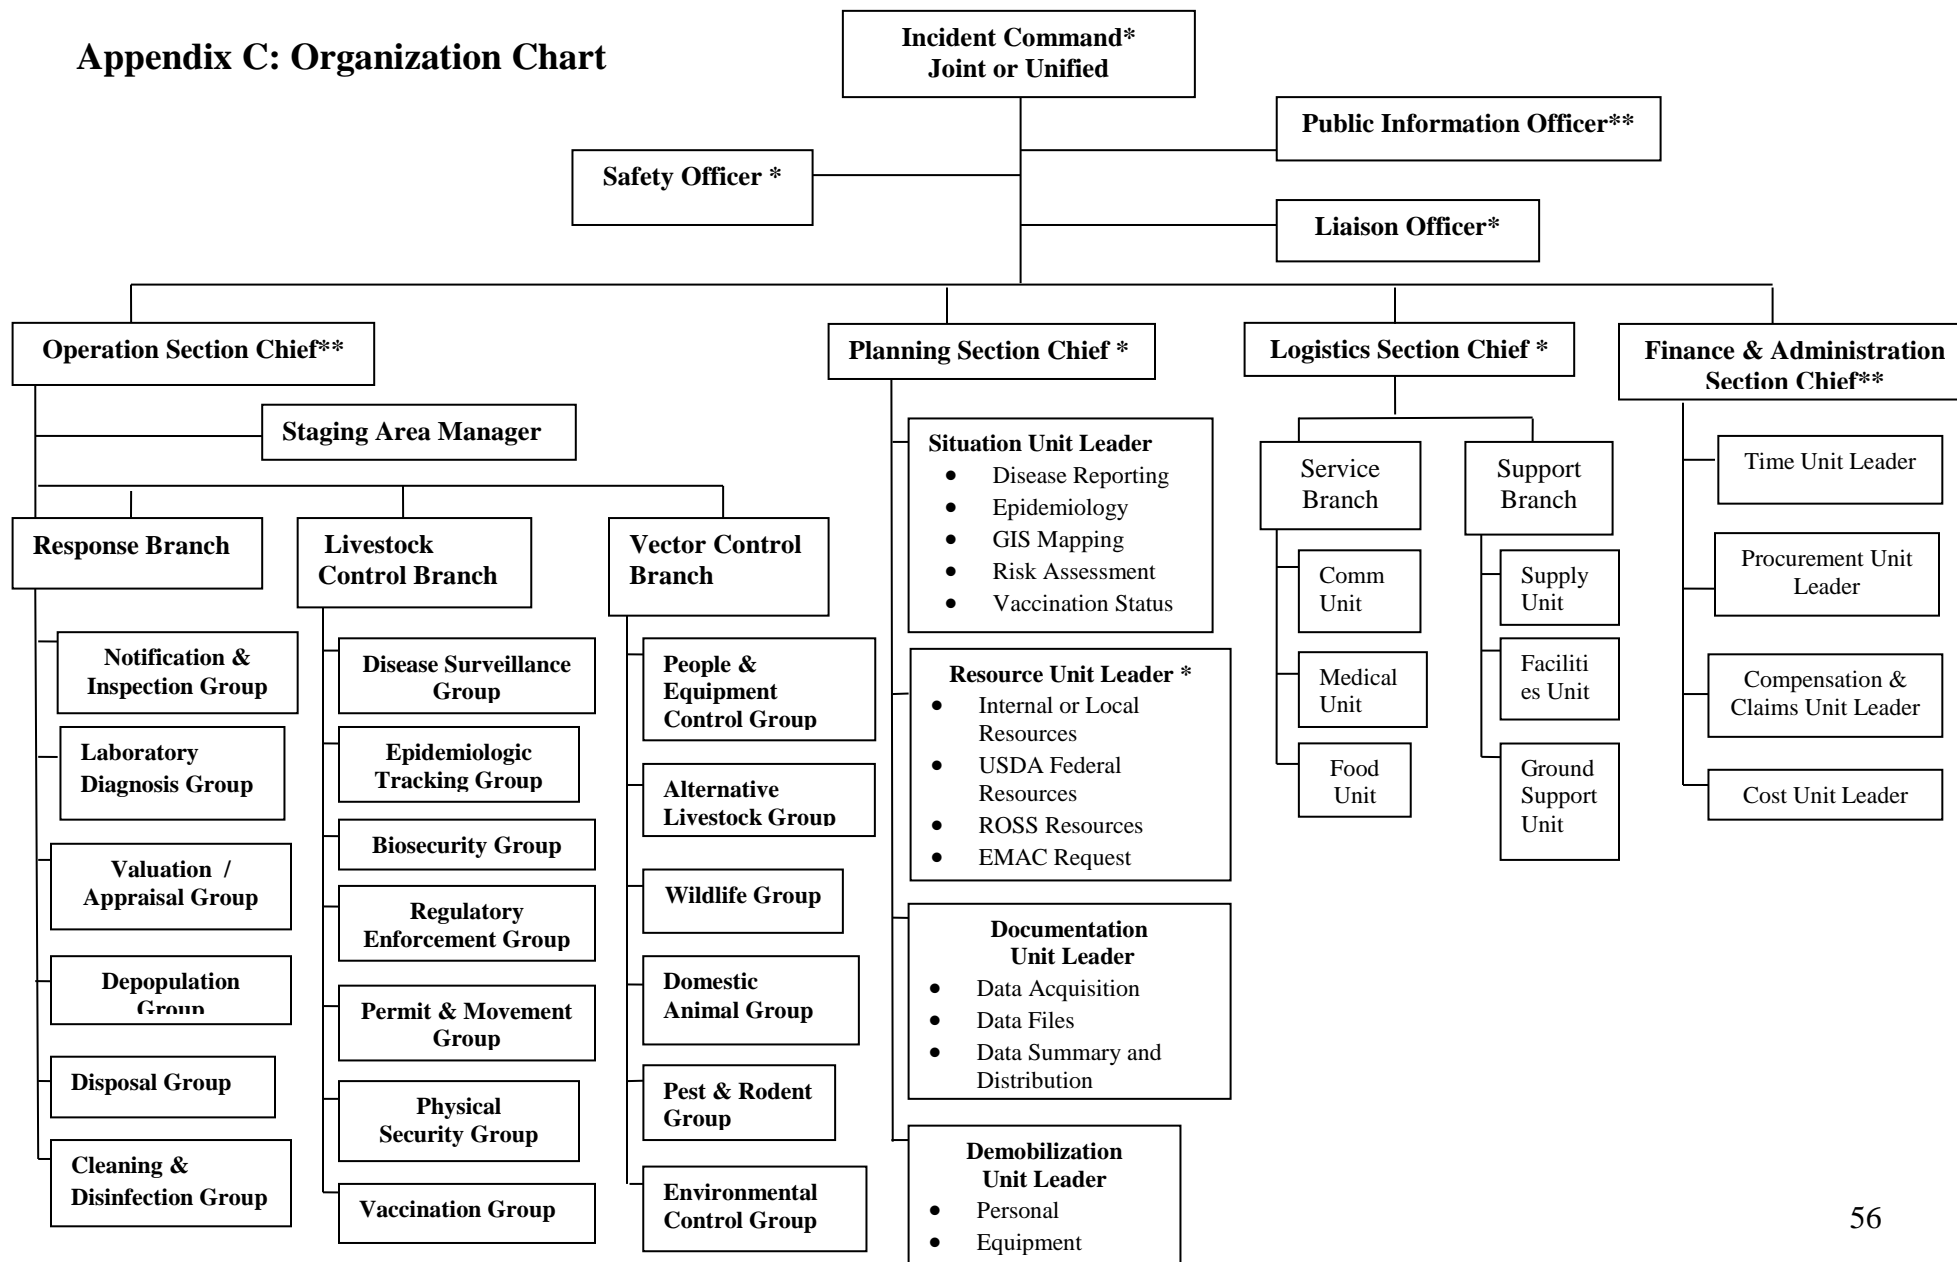 Appendix C: Organization Chart
Incident Command*
Joint or Unified
Public Information Officer**
Safety Officer *
Liaison Officer*
Operation Section Chief**
Planning Section Chief *
Logistics Section Chief *
Finance & Administration
Section Chief**
Staging Area Manager
Response Branch
Livestock
Control Branch
Vector Control
Branch
Notification &
Inspection Group
Laboratory
Diagnosis Group
Valuation /
Appraisal Group
Depopulation
Group
Disposal Group
Cleaning &
Disinfection Group
Disease Surveillance
Group
Epidemiologic
Tracking Group
Biosecurity Group
Regulatory
Enforcement Group
Permit & Movement
Group
Physical
Security Group
Vaccination Group
People &
Equipment
Control Group
Alternative
Livestock Group
Wildlife Group
Domestic
Animal Group
Pest & Rodent
Group
Environmental
Control Group
Situation Unit Leader
• Disease Reporting
• Epidemiology
• GIS Mapping
• Risk Assessment
• Vaccination Status
Resource Unit Leader *
• Internal or Local
Resources
• USDA Federal
Resources
• ROSS Resources
• EMAC Request
Documentation
Unit Leader
• Data Acquisition
• Data Files
• Data Summary and
Distribution
Demobilization
Unit Leader
• Personal
• Equipment
Service
Branch
Comm
Unit
Medical
Unit
Food
Unit
Support
Branch
Supply
Unit
Faciliti
es Unit
Ground
Support
Unit
Time Unit Leader
Procurement Unit
Leader
Compensation &
Claims Unit Leader
Cost Unit Leader
56